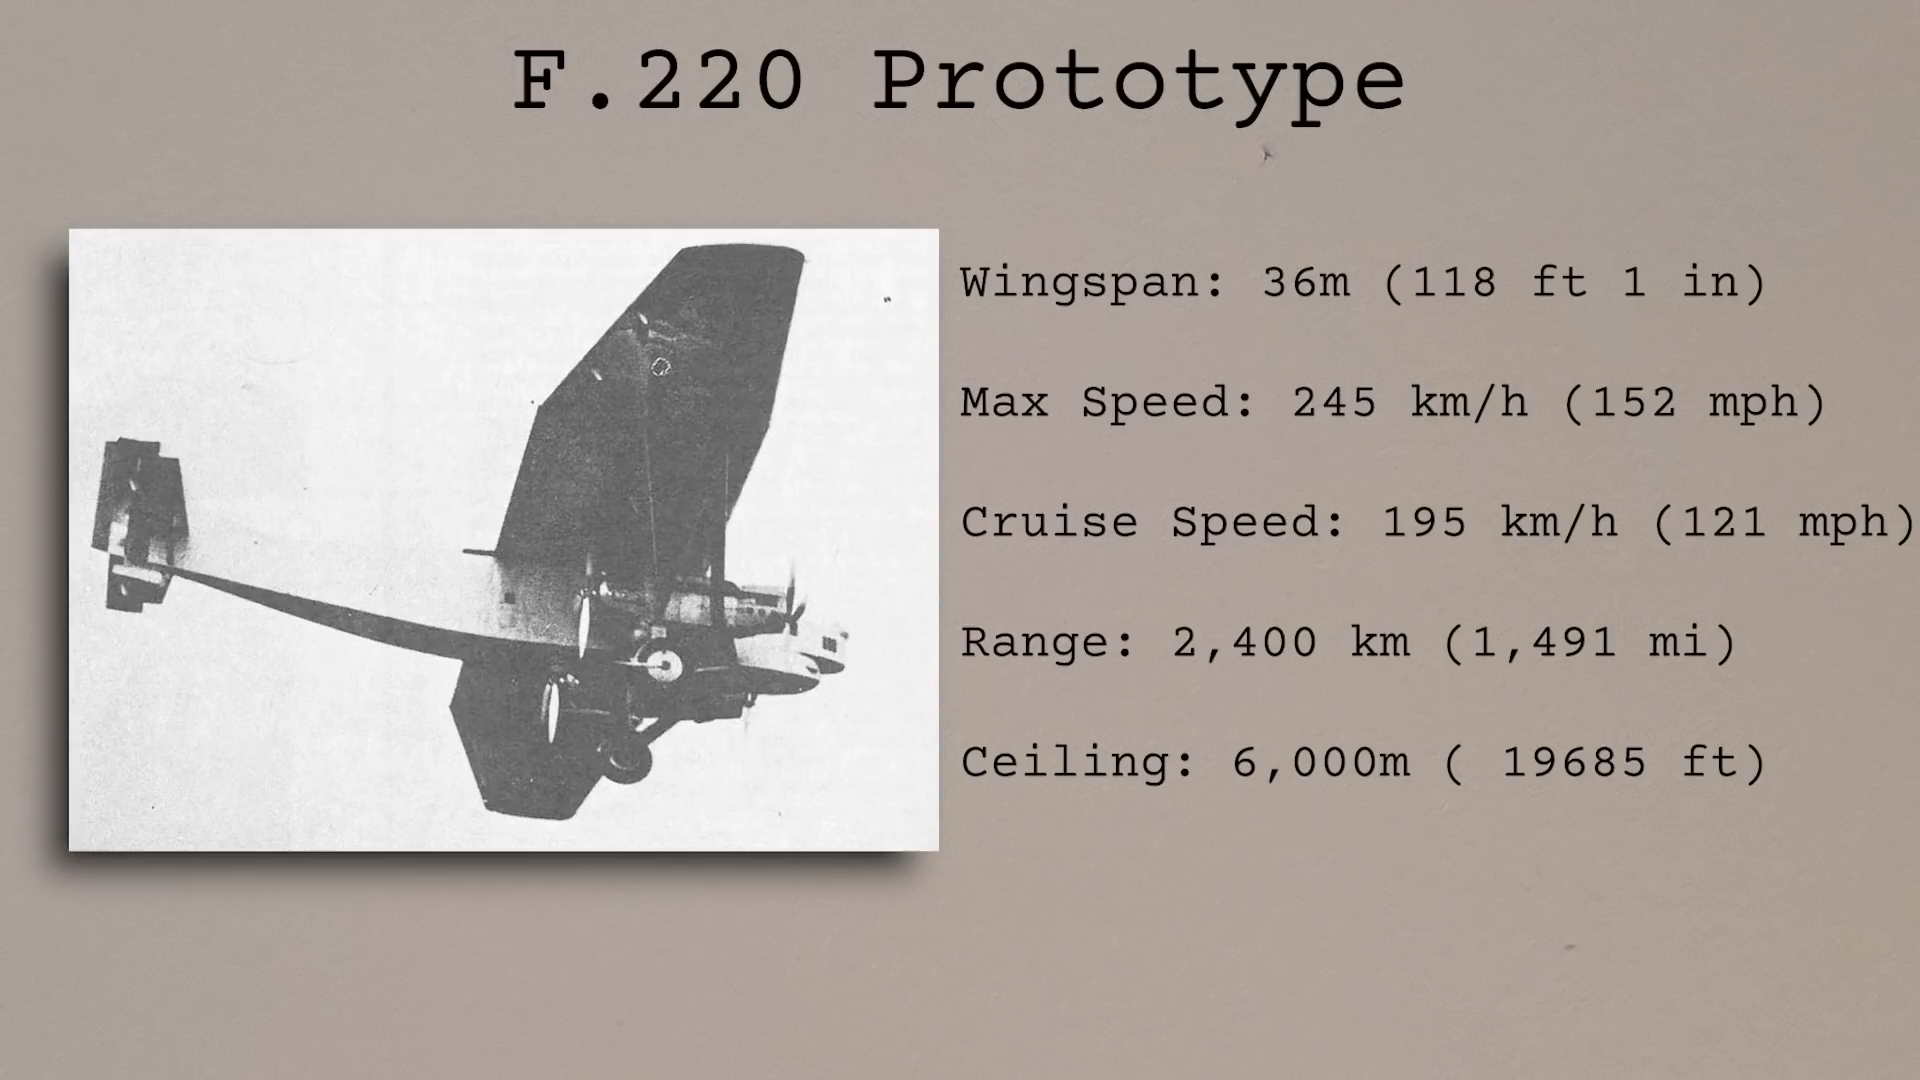 F.220 Prototype
Wingspan: 36m (118 ft 1 in)
Max Speed: 245 km/h (152 mph)
Cruise Speed: 195 km/h (121 mph)
Range: 2,400 km (1,491 mi)
Ceiling: 6,000m ( 19685 ft)